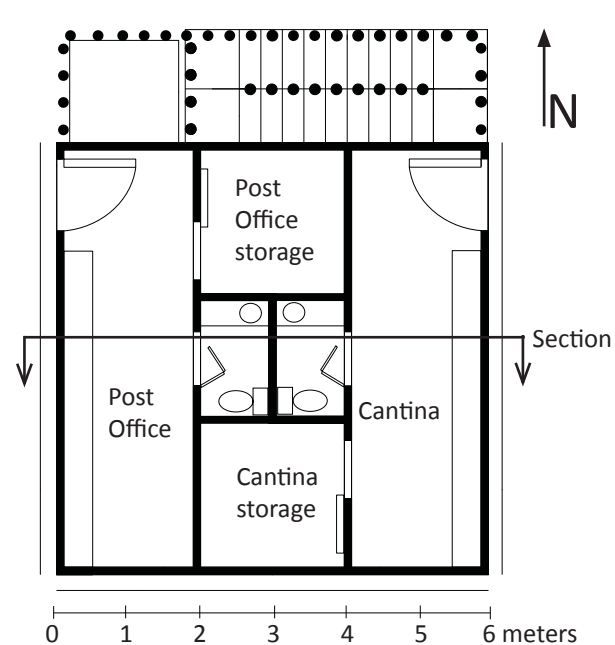 N
Post
Office
storage
Section
Post
Office
Cantina
Cantina
storage
0 1 2 3 4 5 6 meters